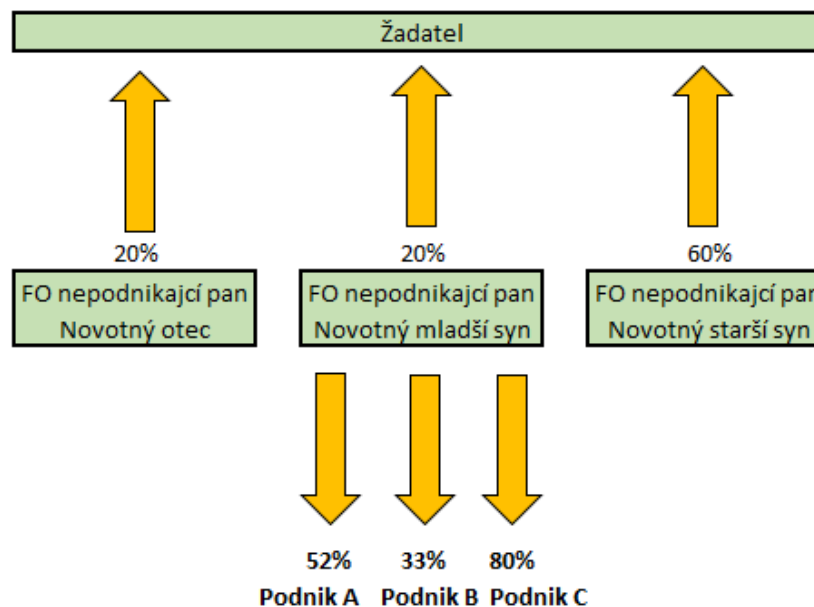 Žadatel
20%
20%
60%
FO nepodnikajcí pan
Novotný otec
FO nepodnikajcí pan
Novotný mladší syn
FO nepodnikajcí pan
Novotný starší syn
52% 33% 80%
Podnik A Podnik B Podnik C